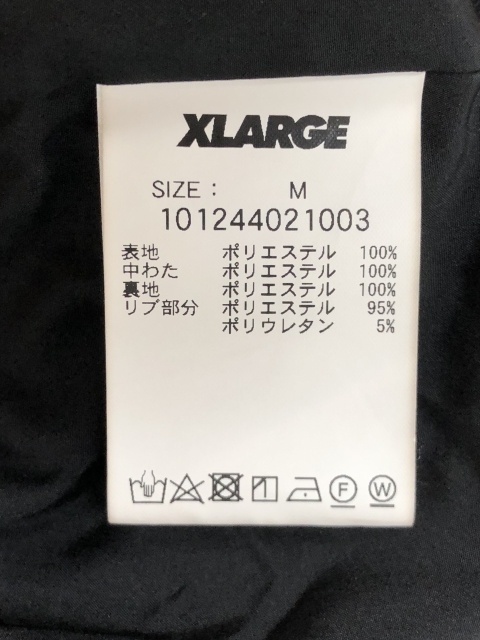 XLARGE
SIZE : M
101244021003
表地 ポリエステル 100%
中わた ポリエステル 100%
裏地 ポリエステル 100%
リブ部分 ポリエステル 95%
ポリウレタン 5%
F W